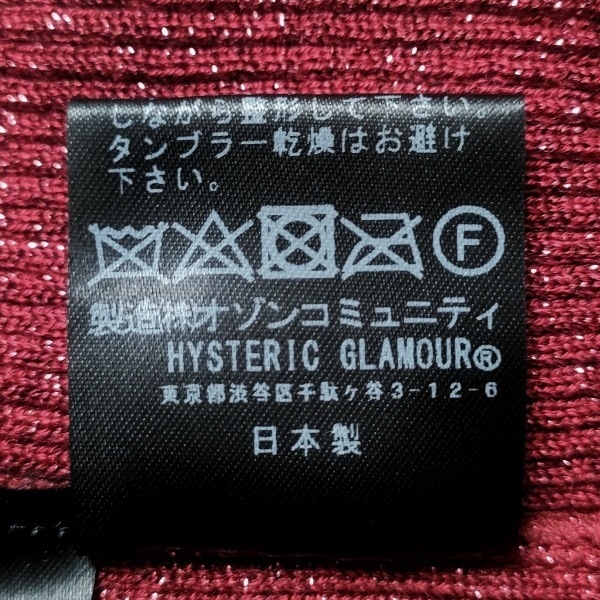 しながら整形して下さい。
タンブラー乾燥はお避け
下さい。
F
製造㈱オゾンコミュニティ
HYSTERIC GLAMOUR®
東京都渋谷区千駄ケ谷3-12-6
日本製